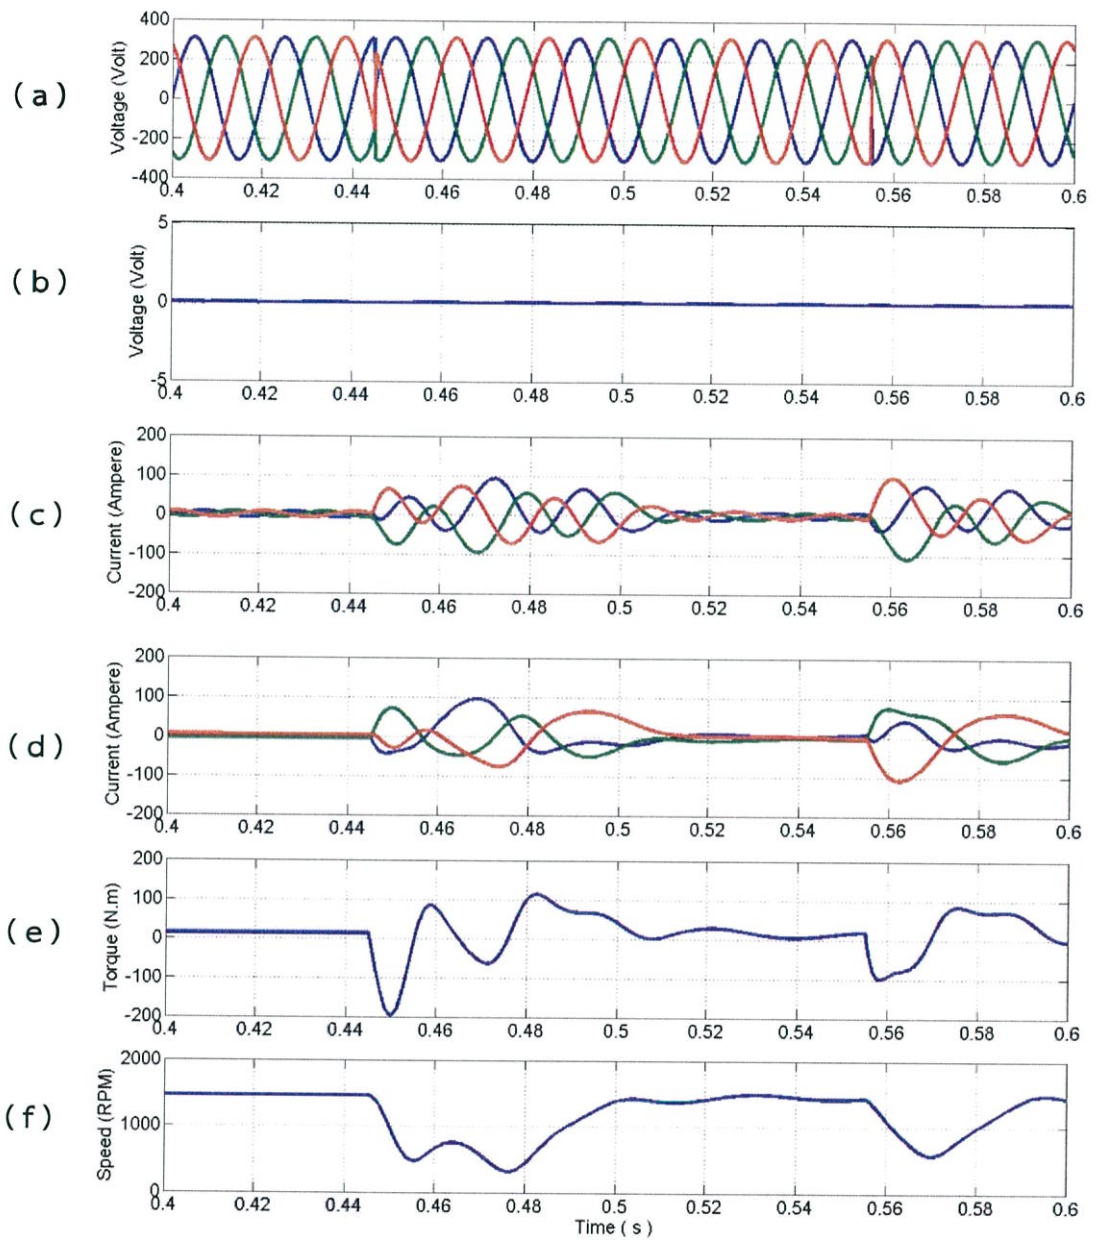 (a)
Voltage (Volt)
400
200
0
-200
-400
0.4 0.42 0.44 0.46 0.48 0.5 0.52 0.54 0.56 0.58 0.6
(b)
Voltage (Volt)
5
0
-5
0.4 0.42 0.44 0.46 0.48 0.5 0.52 0.54 0.56 0.58 0.6
(c)
Current (Ampere)
200
100
0
-100
-200
0.4 0.42 0.44 0.46 0.48 0.5 0.52 0.54 0.56 0.58 0.6
(d)
Current (Ampere)
200
100
0
-100
-200
0.4 0.42 0.44 0.46 0.48 0.5 0.52 0.54 0.56 0.58 0.6
(e)
Torque (N.m)
200
100
0
-100
-200
0.4 0.42 0.44 0.46 0.48 0.5 0.52 0.54 0.56 0.58 0.6
(f)
Speed (RPM)
2000
1000
0
0.4 0.42 0.44 0.46 0.48 0.5 0.52 0.54 0.56 0.58 0.6
Time ( s )